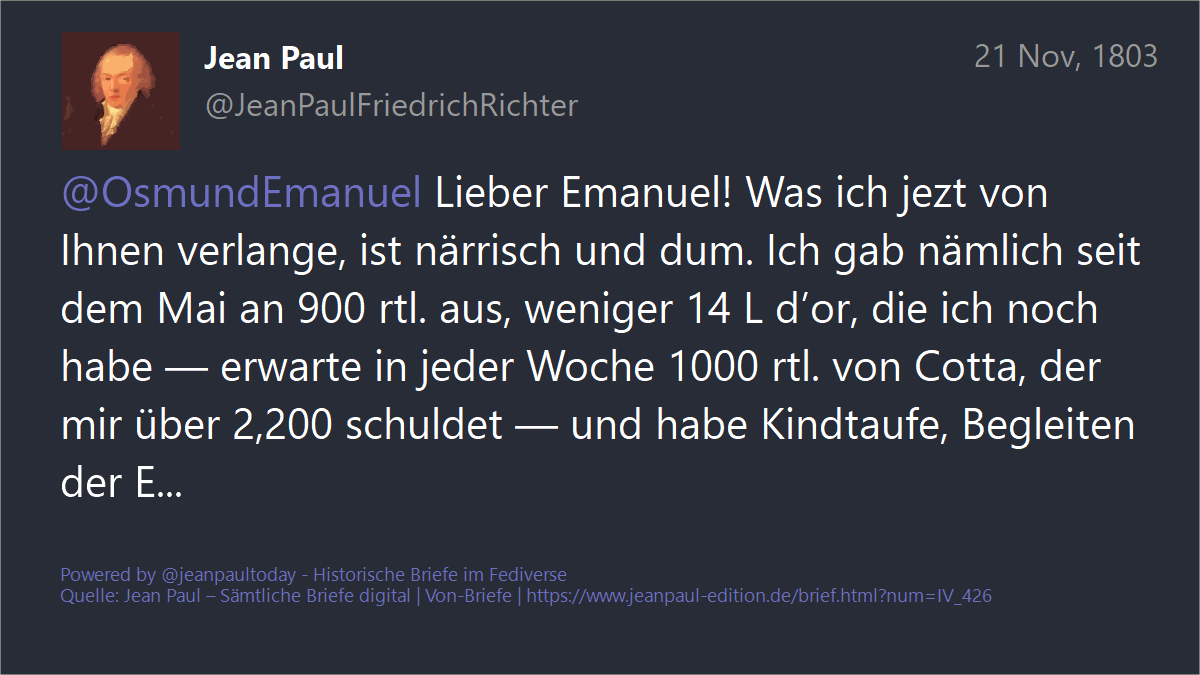 Jean Paul
21 Nov, 1803
@JeanPaulFriedrichRichter
@OsmundEmanuel Lieber Emanuel! Was ich jezt von
Ihnen verlange, ist närrisch und dum. Ich gab nämlich seit
dem Mai an 900 rtl. aus, weniger 14 L d’or, die ich noch
habe — erwarte in jeder Woche 1000 rtl. von Cotta, der
mir über 2,200 schuldet — und habe Kindtaufe, Begleiten
der E...
Powered by @jeanpaultoday - Historische Briefe im Fediverse
Quelle: Jean Paul – Sämtliche Briefe digital | Von-Briefe | https://www.jeanpaul-edition.de/brief.html?num=IV_426